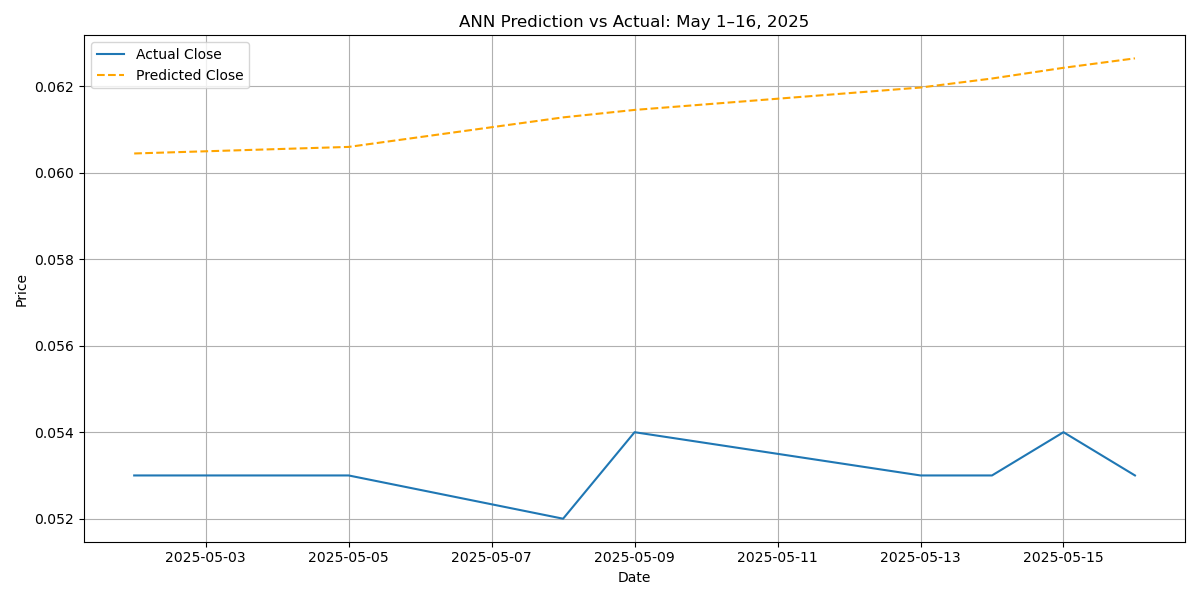 ANN Prediction vs Actual: May 1–16, 2025
Actual Close
Predicted Close
Price
0.062
0.060
0.058
0.056
0.054
0.052
2025-05-03 2025-05-05 2025-05-07 2025-05-09 2025-05-11 2025-05-13 2025-05-15
Date